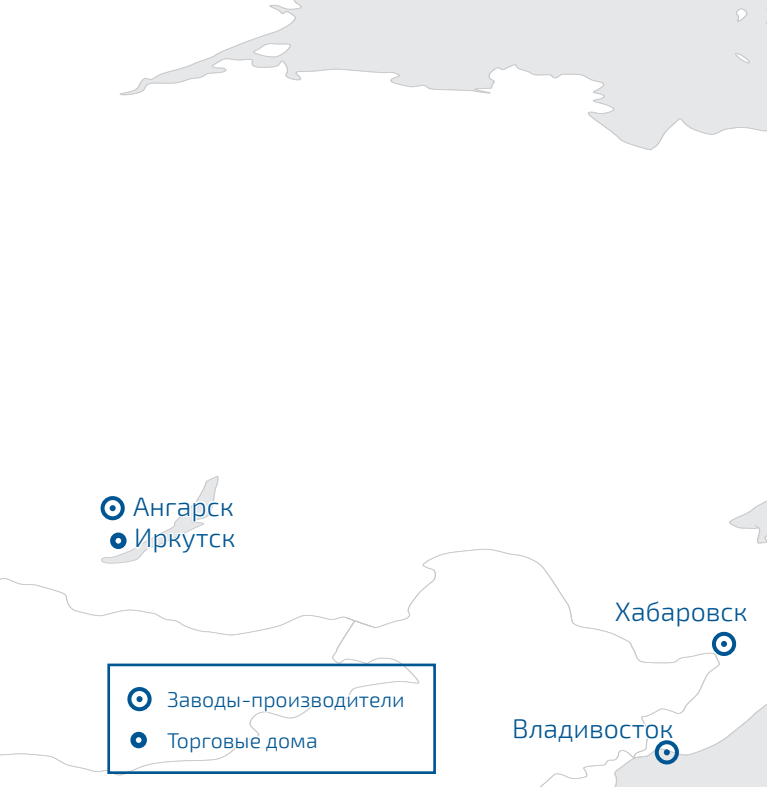 Ангарск
Иркутск
Хабаровск
Владивосток
Заводы-производители
Торговые дома